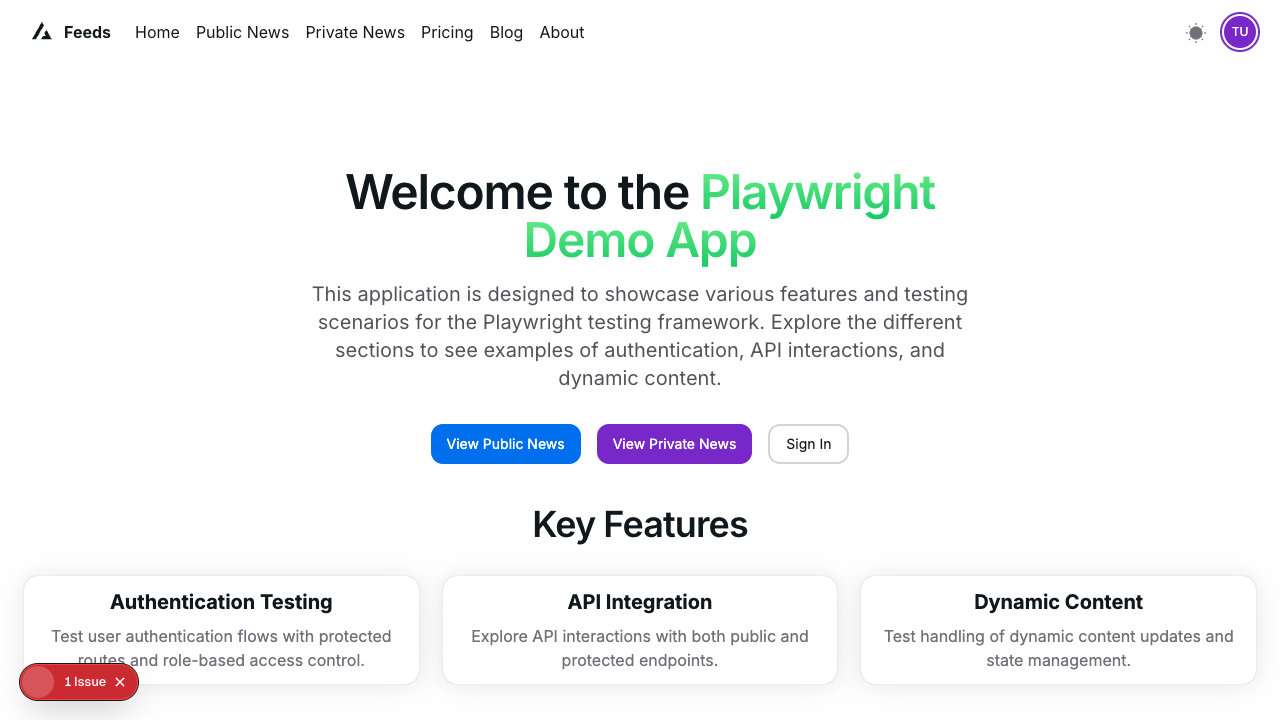 Feeds Home Public News Private News Pricing Blog About TU
Welcome to the Playwright
Demo App
This application is designed to showcase various features and testing
scenarios for the Playwright testing framework. Explore the different
sections to see examples of authentication, API interactions, and
dynamic content.
View Public News View Private News Sign In
Key Features
Authentication Testing
Test user authentication flows with protected
routes and role-based access control.
API Integration
Explore API interactions with both public and
protected endpoints.
Dynamic Content
Test handling of dynamic content updates and
state management.
1 Issue